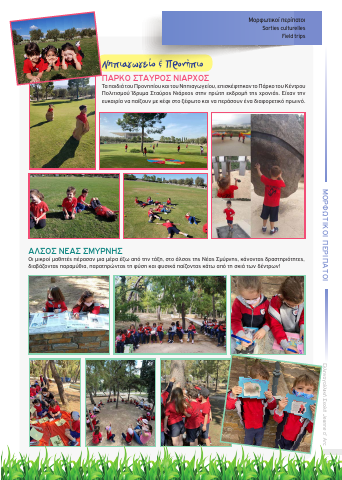 Μορφωτικοί περίπατοι
Sorties culturelles
Field trips
Νηπιαγωγείο & Προνήπιο
ΠΑΡΚΟ ΣΤΑΥΡΟΣ ΝΙΑΡΧΟΣ
Τα παιδιά του Προνηπίου και του Νηπιαγωγείου, επισκέφτηκαν το Πάρκο του Κέντρου
Πολιτισμού Ίδρυμα Σταύρος Νιάρχος στην πρώτη εκδρομή της χρονιάς. Είχαν την
ευκαιρία να παίξουν με κέφι στο ξέφωτο και να περάσουν ένα διαφορετικό πρωινό.
ΑΛΣΟΣ ΝΕΑΣ ΣΜΥΡΝΗΣ
Οι μικροί μαθητές πέρασαν μια μέρα έξω από την τάξη, στο άλσος της Νέας Σμύρνης, κάνοντας δραστηριότητες,
διαβάζοντας παραμύθια, παρατηρώντας τη φύση και φυσικά παίζοντας κάτω από τη σκιά των δέντρων!
ΜΟΡΦΩΤΙΚΟΙ ΠΕΡΙΠΑΤΟΙ